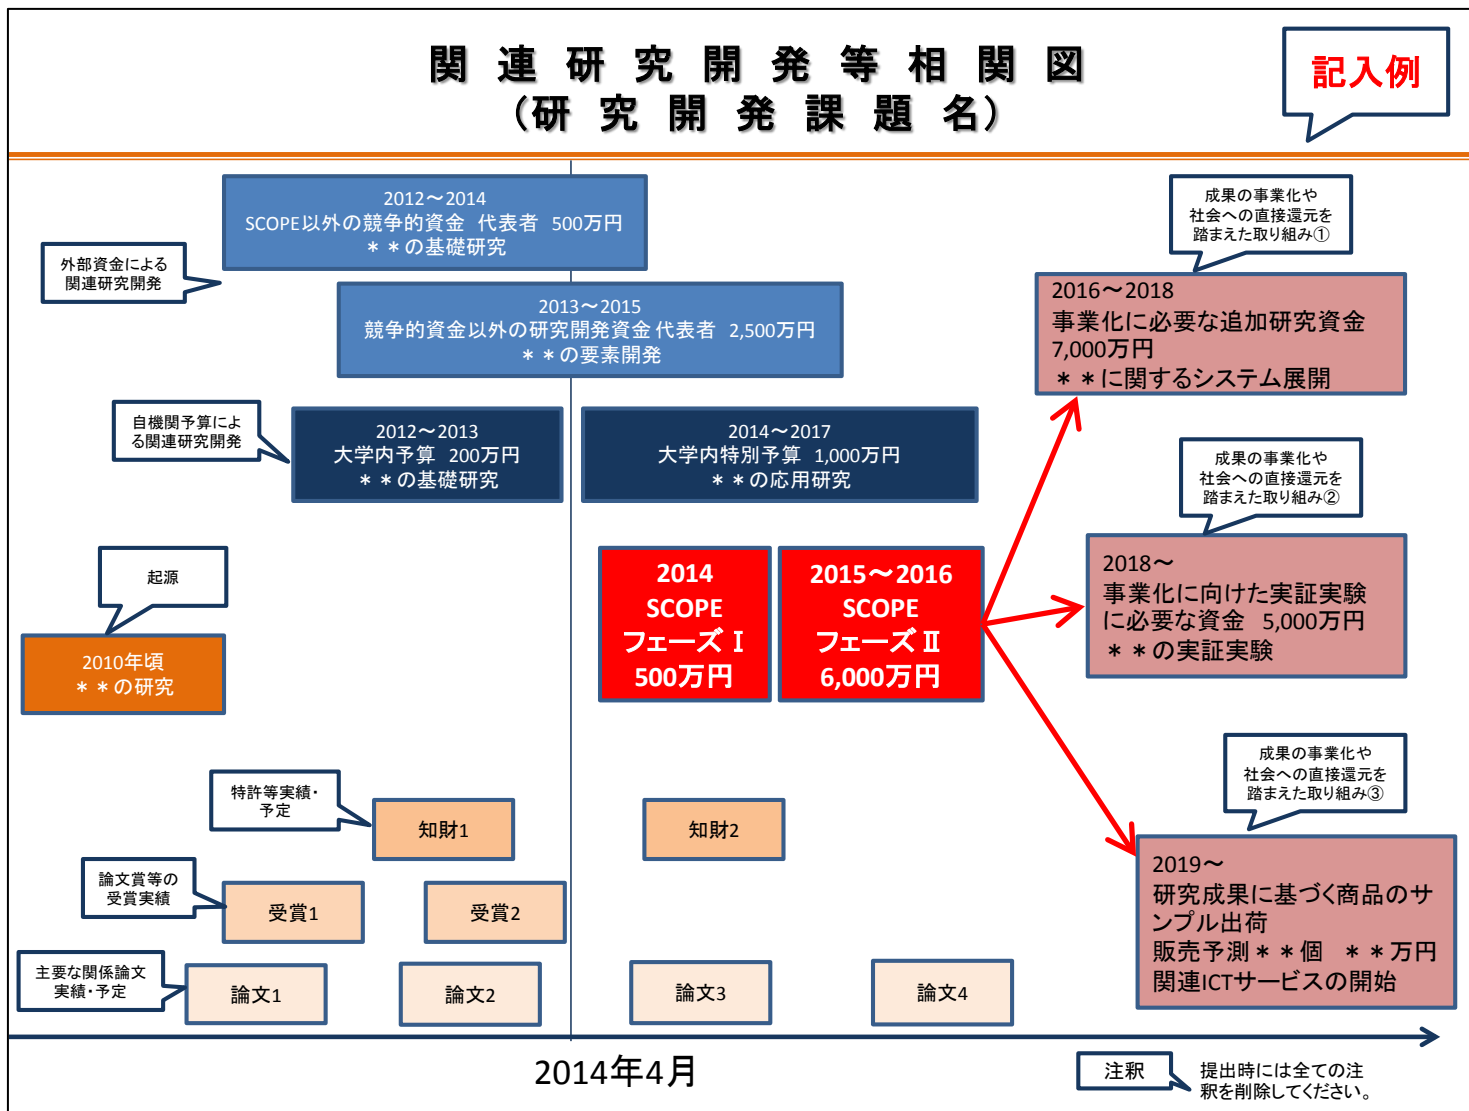 関連研究開発等相関図
（研究開発課題名）
記入例
2012～2014
SCOPE以外の競争的資金 代表者 500万円
＊＊の基礎研究
外部資金による
関連研究開発
2013～2015
競争的資金以外の研究開発資金 代表者 2,500万円
＊＊の要素開発
自機関予算によ
る関連研究開発
2012～2013
大学内予算 200万円
＊＊の基礎研究
2014～2017
大学内特別予算 1,000万円
＊＊の応用研究
起源
2010年頃
＊＊の研究
2014
SCOPE
フェーズⅠ
500万円
2015～2016
SCOPE
フェーズⅡ
6,000万円
成果の事業化や
社会への直接還元を
踏まえた取り組み①
2016～2018
事業化に必要な追加研究資金
7,000万円
＊＊に関するシステム展開
成果の事業化や
社会への直接還元を
踏まえた取り組み②
2018～
事業化に向けた実証実験
に必要な資金 5,000万円
＊＊の実証実験
成果の事業化や
社会への直接還元を
踏まえた取り組み③
2019～
研究成果に基づく商品のサ
ンプル出荷
販売予測＊＊個 ＊＊万円
関連ICTサービスの開始
特許等実績・
予定
知財1
知財2
論文賞等の
受賞実績
受賞1
受賞2
主要な関係論文
実績・予定
論文1
論文2
論文3
論文4
2014年4月
注釈
提出時には全ての注
釈を削除してください。